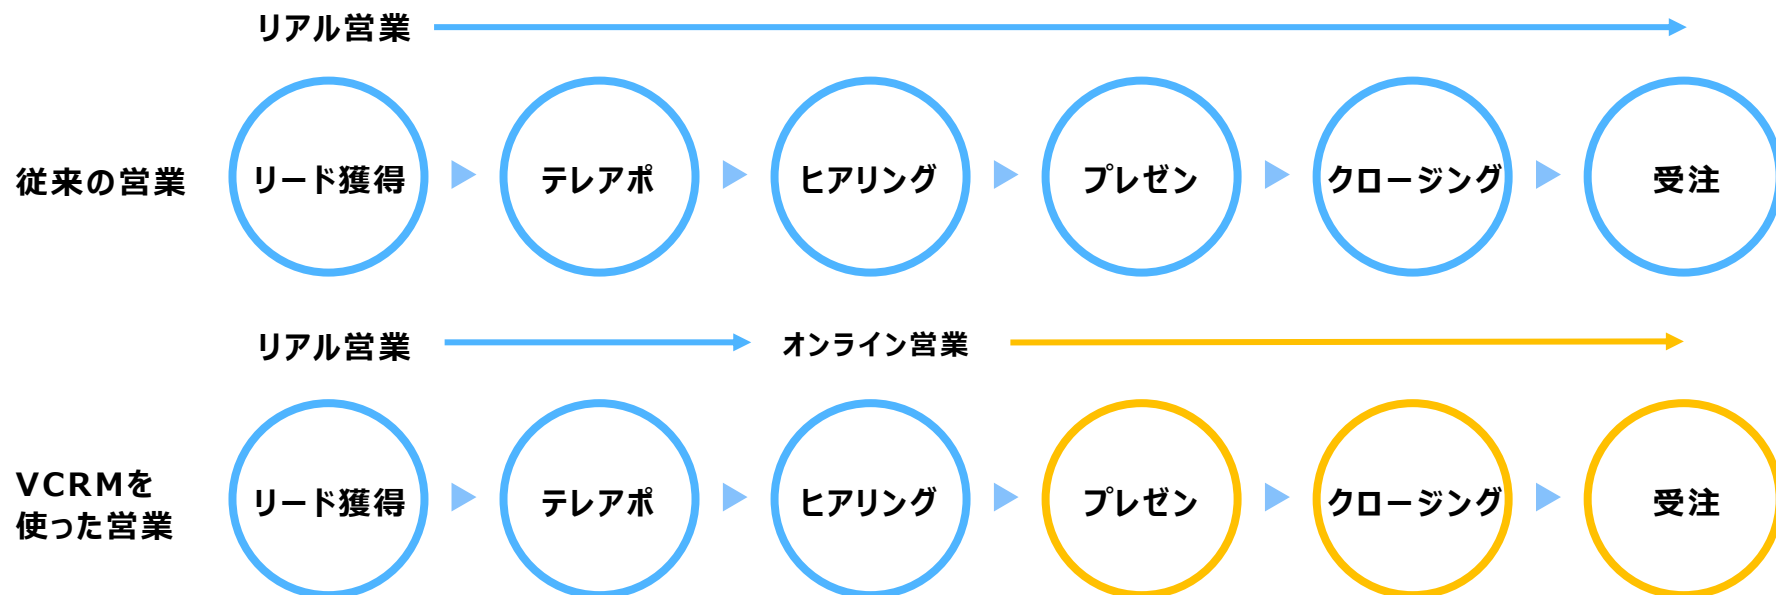 リアル営業
従来の営業
リード獲得
テレアポ
ヒアリング
プレゼン
クロージング
受注
リアル営業
オンライン営業
VCRMを
使った営業
リード獲得
テレアポ
ヒアリング
プレゼン
クロージング
受注